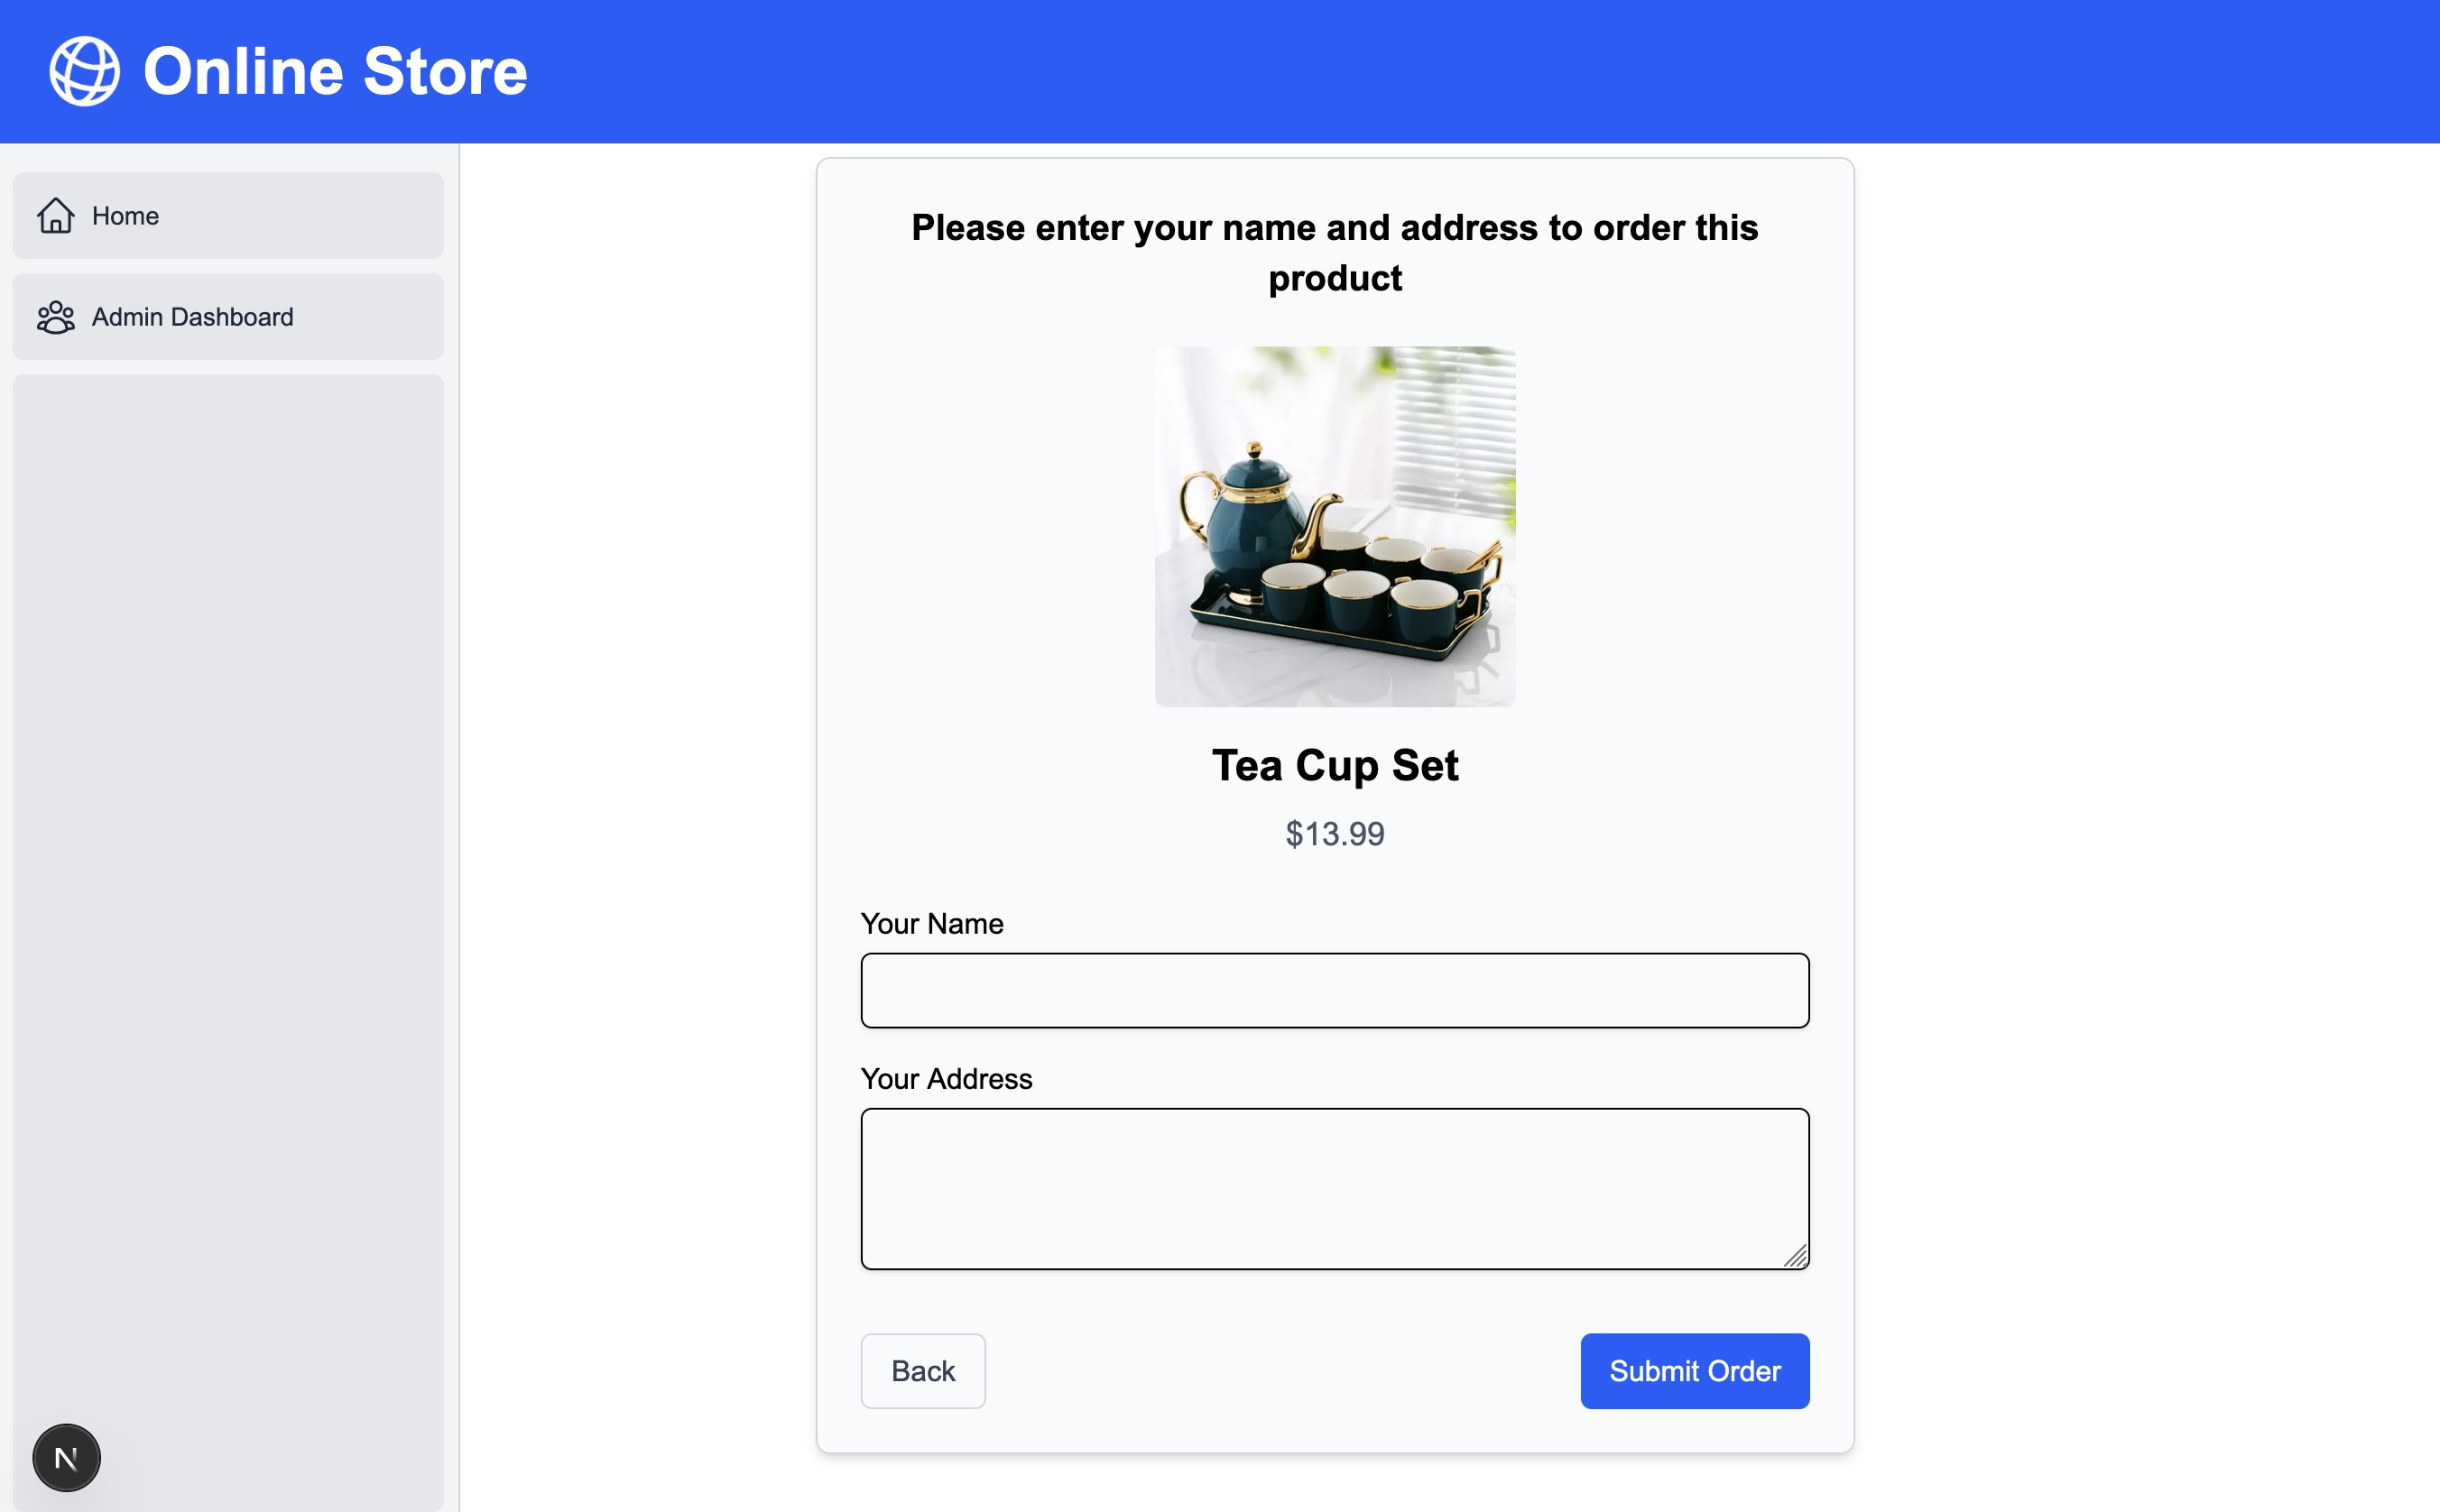 Online Store
Home
Admin Dashboard
Please enter your name and address to order this
product
Tea Cup Set
$13.99
Your Name
Your Address
Back
Submit Order
N